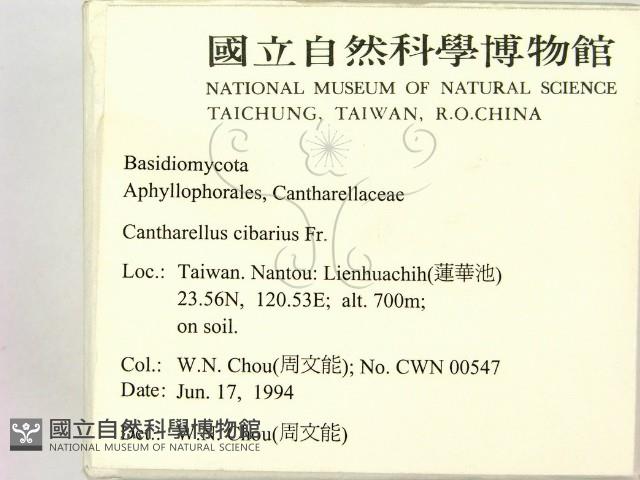 國立自然科學博物館
NATIONAL MUSEUM OF NATURAL SCIENCE
TAICHUNG, TAIWAN, R.O.CHINA
Basidiomycota
Aphyllophorales, Cantharellaceae
Cantharellus cibarius Fr.
Loc.: Taiwan. Nantou: Lienhuachih(蓮華池)
23.56N, 120.53E; alt. 700m;
on soil.
Col.: W.N. Chou(周文能); No. CWN 00547
Date: Jun. 17, 1994
Det.: W.N. Chou(周文能)
國立自然科學博物館
NATIONAL MUSEUM OF NATURAL SCIENCE